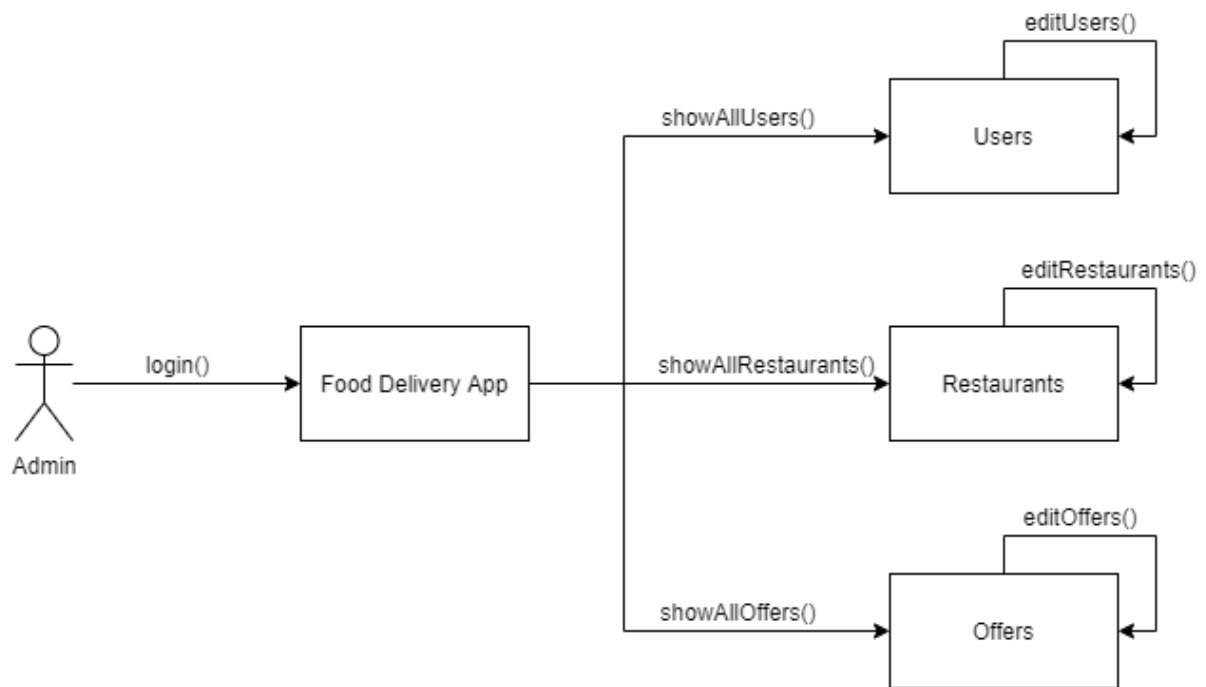 editUsers()
showAllUsers()
Users
editRestaurants()
login()
Food Delivery App
showAllRestaurants()
Restaurants
Admin
editOffers()
showAllOffers()
Offers